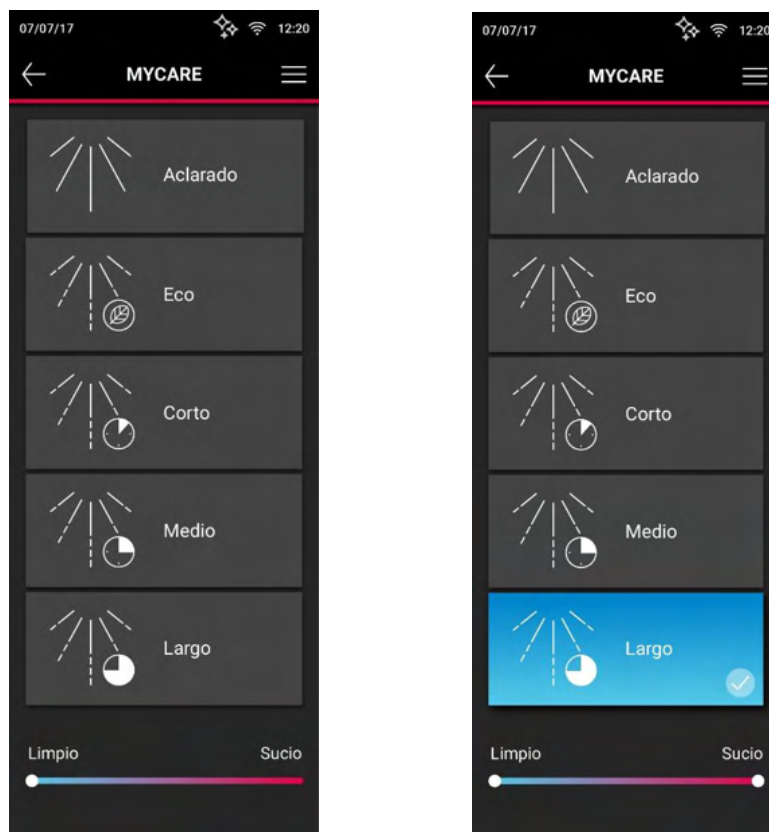 07/07/17 12:20
MYCARE
Aclarado
Eco
Corto
Medio
Largo
Limpio Sucio
07/07/17 12:20
MYCARE
Aclarado
Eco
Corto
Medio
Largo
Limpio Sucio